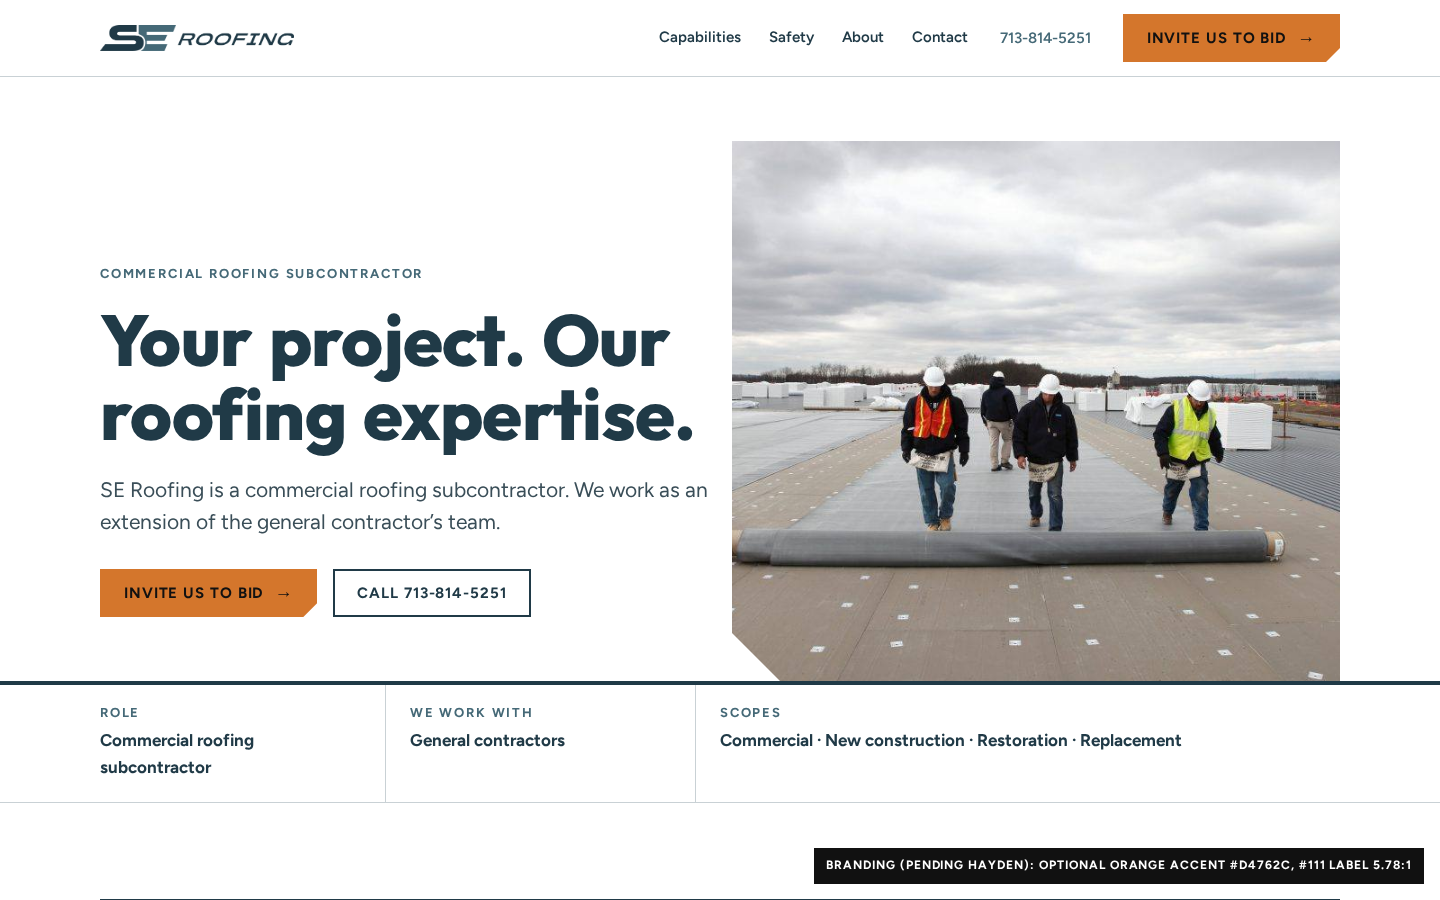 SE ROOFING
Capabilities Safety About Contact 713-814-5251 INVITE US TO BID →
COMMERCIAL ROOFING SUBCONTRACTOR
Your project. Our
roofing expertise.
SE Roofing is a commercial roofing subcontractor. We work as an
extension of the general contractor’s team.
INVITE US TO BID → CALL 713-814-5251
ROLE
Commercial roofing
subcontractor
WE WORK WITH
General contractors
SCOPES
Commercial · New construction · Restoration · Replacement
BRANDING (PENDING HAYDEN): OPTIONAL ORANGE ACCENT #D4762C, #111 LABEL 5.78:1